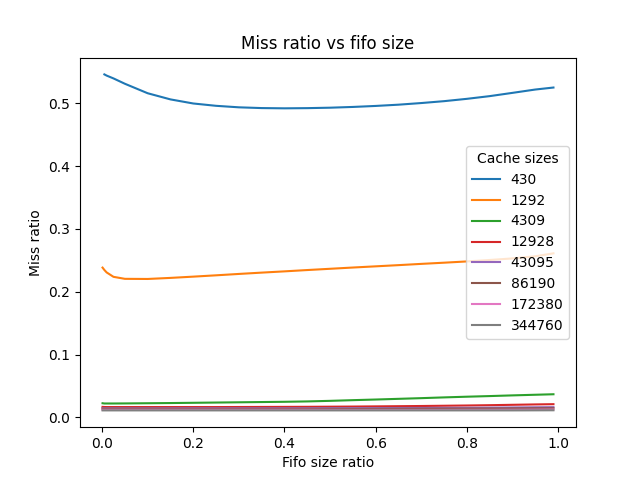 Miss ratio vs fifo size
Miss ratio
0.5
0.4
0.3
0.2
0.1
0.0
Cache sizes
430
1292
4309
12928
43095
86190
172380
344760
0.0 0.2 0.4 0.6 0.8 1.0
Fifo size ratio